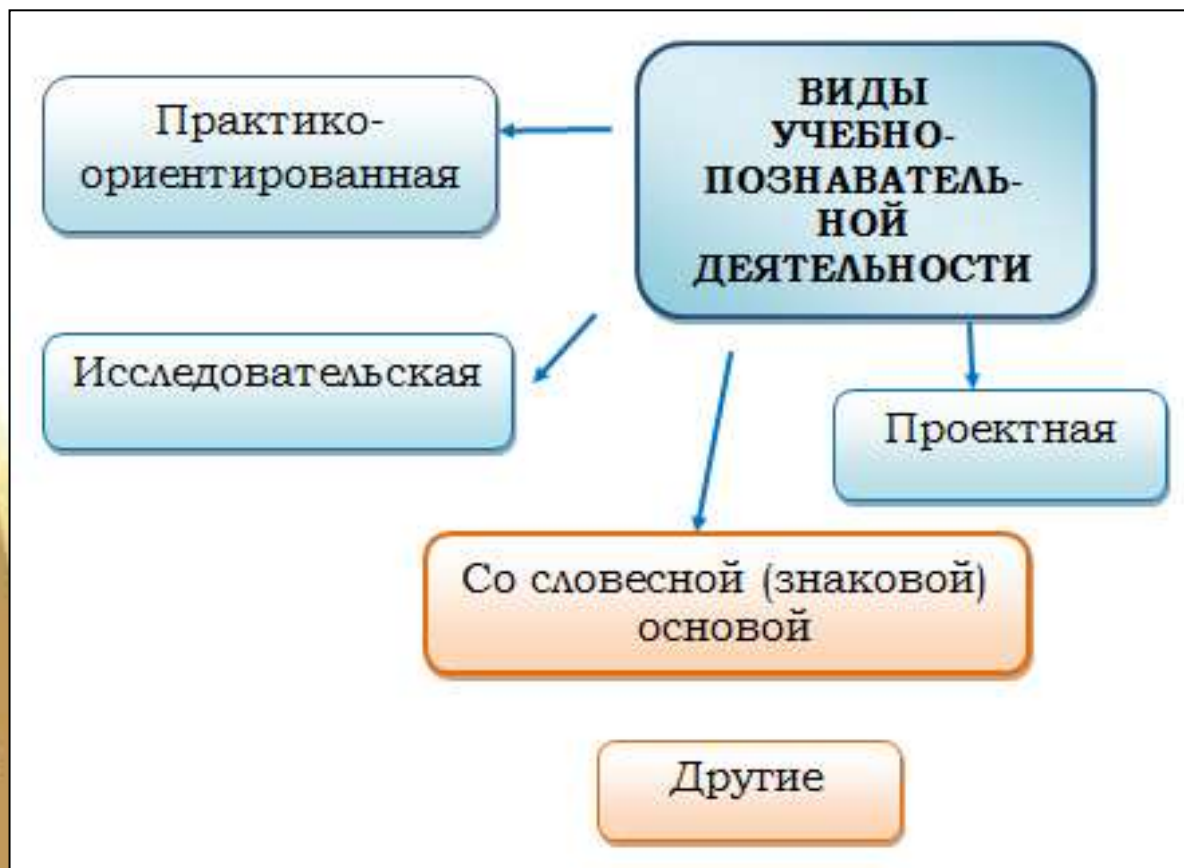 ВИДЫ
УЧЕБНО-
ПОЗНАВАТЕЛЬ-
НОЙ
ДЕЯТЕЛЬНОСТИ
Практико-
ориентированная
Исследовательская
Проектная
Со словесной (знаковой)
основой
Другие